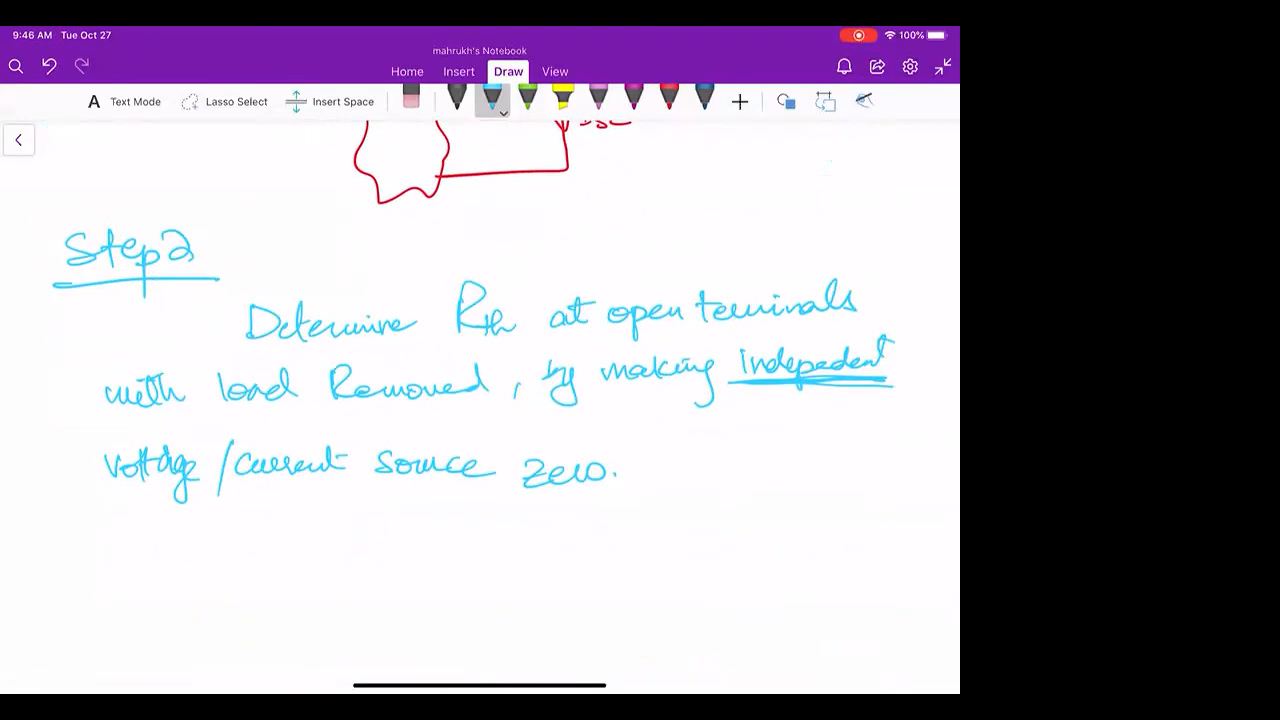 9:46 AM Tue Oct 27
100%
mahrukh's Notebook
Home Insert Draw View
A Text Mode Lasso Select Insert Space
Isc
Step 2
Determine Rth at open terminals
with load Removed, by making independent
voltage/current source zero.